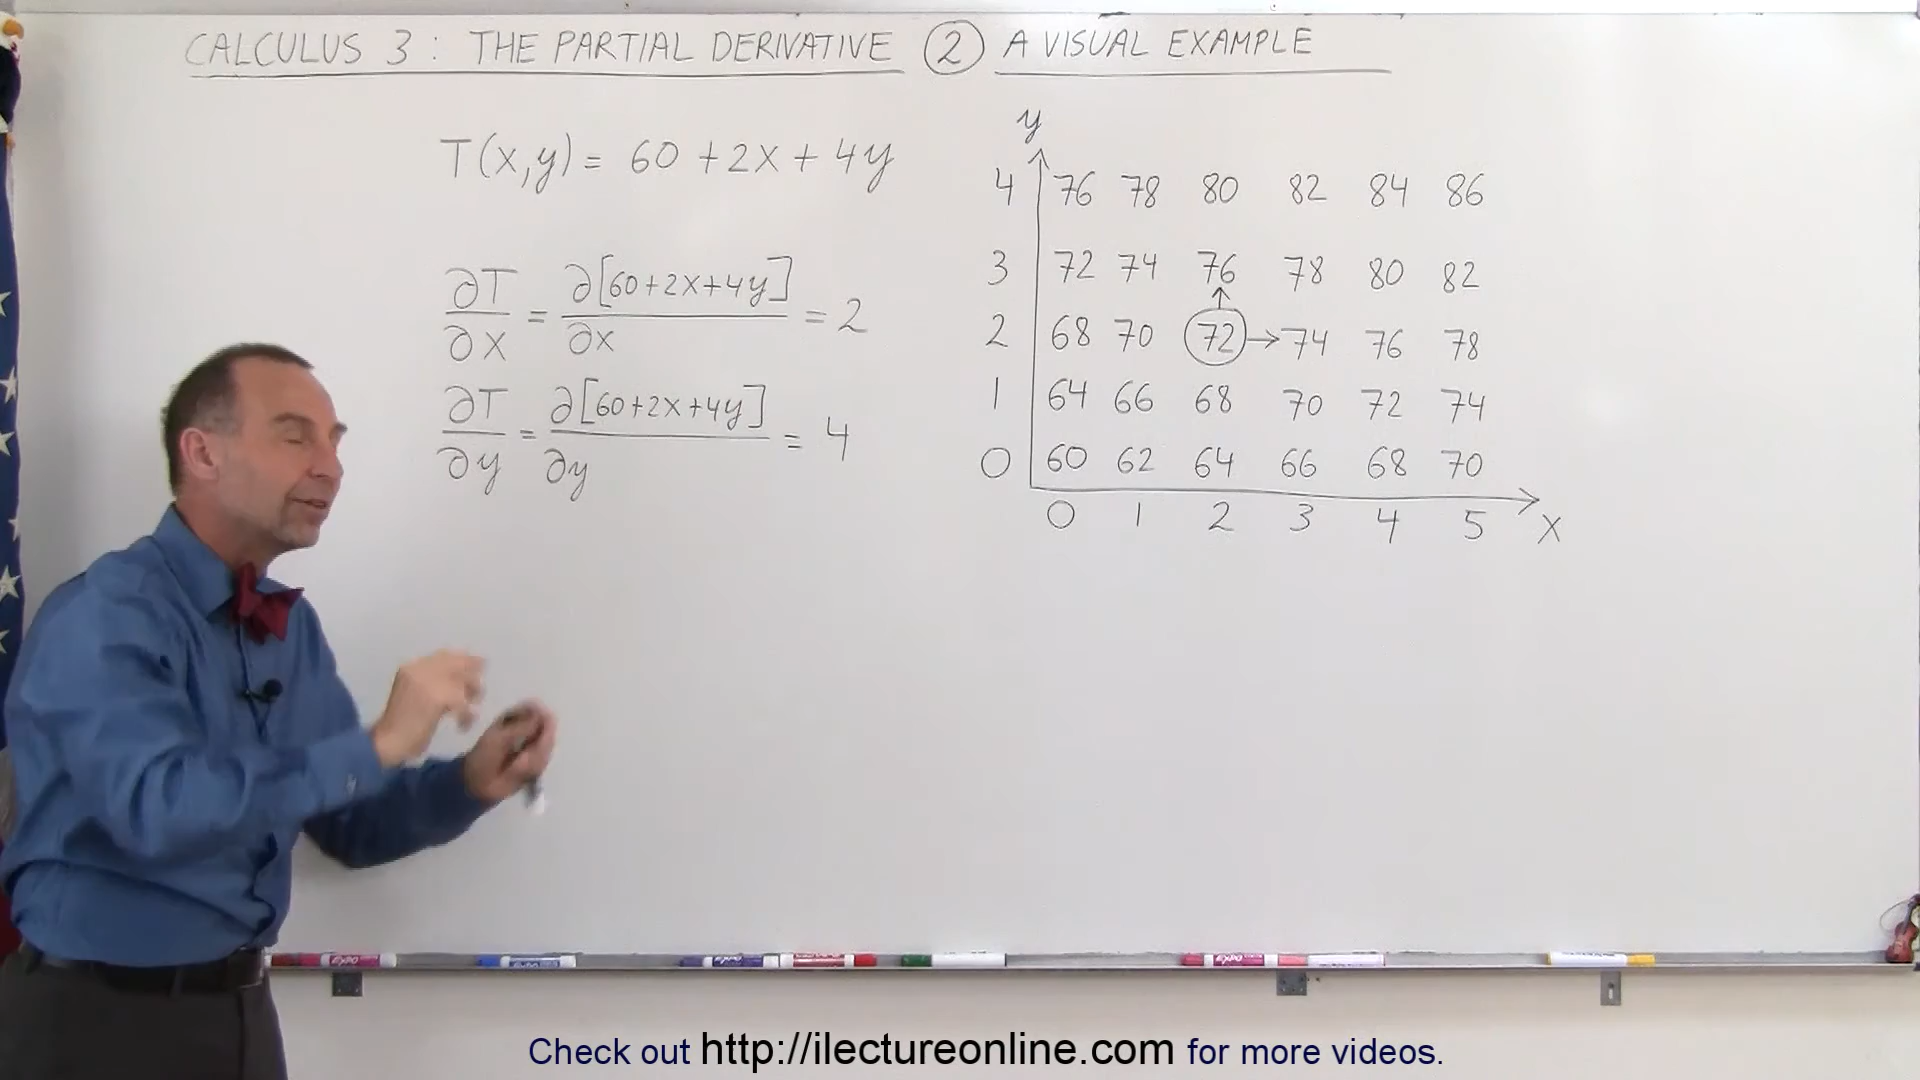 CALCULUS 3 : THE PARTIAL DERIVATIVE ② A VISUAL EXAMPLE
T(x,y) = 60 + 2x + 4y
∂T/∂x = ∂[60+2x+4y]/∂x = 2
∂T/∂y = ∂[60+2x+4y]/∂y = 4
y
4 76 78 80 82 84 86
3 72 74 76 78 80 82
↑
2 68 70 72 → 74 76 78
1 64 66 68 70 72 74
0 60 62 64 66 68 70
0 1 2 3 4 5 x
Check out http://ilectureonline.com for more videos.